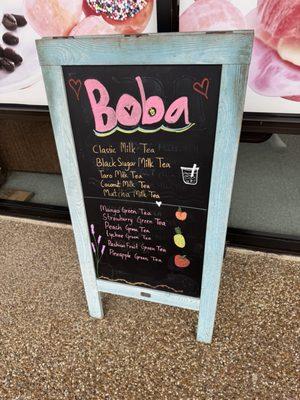 Boba
Classic Milk Tea
Black Sugar Milk Tea
Taro Milk Tea
Coconut Milk Tea
Matcha Milk Tea
Mango Green Tea
Strawberry Green Tea
Peach Green Tea
Lychee Green Tea
Passion Fruit Green Tea
Pineapple Green Tea